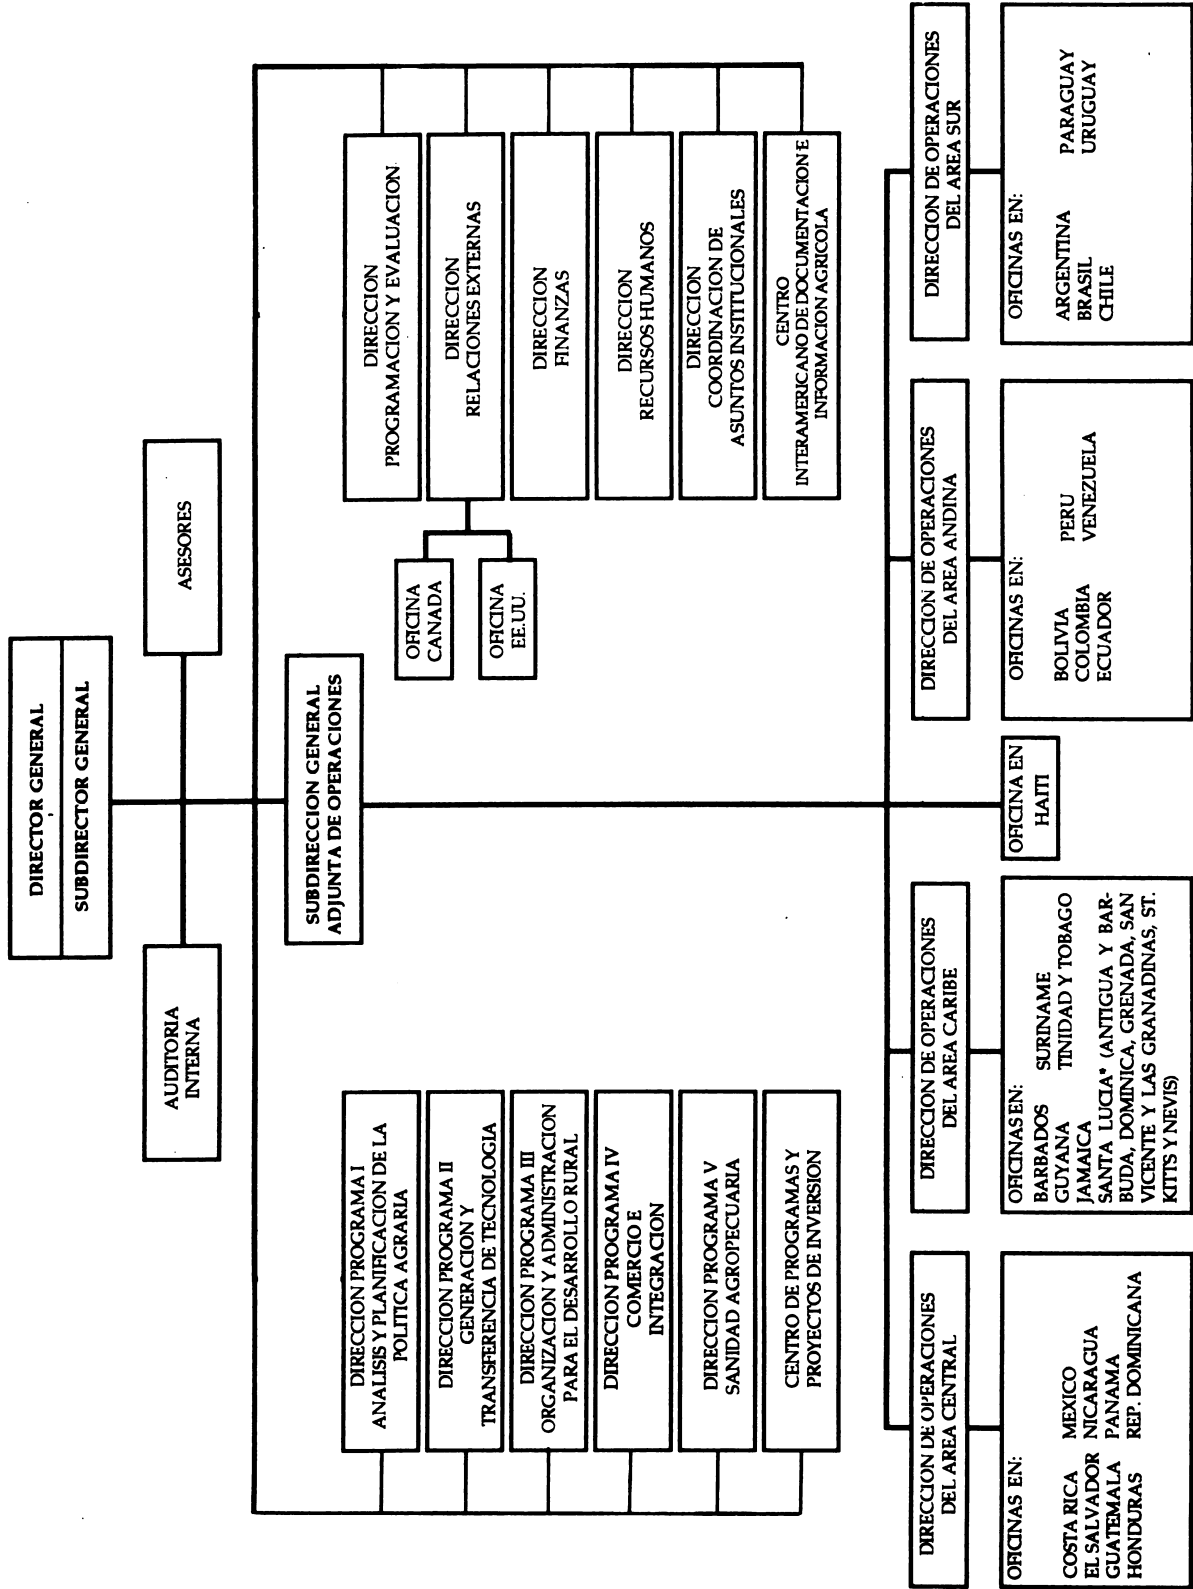 DIRECTOR GENERAL
SUBDIRECTOR GENERAL
AUDITORIA
INTERNA
ASESORES
SUBDIRECCION GENERAL
ADJUNTA DE OPERACIONES
DIRECCION PROGRAMA I
ANALISIS Y PLANIFICACION DE LA
POLITICA AGRARIA
DIRECCION PROGRAMA II
GENERACION Y
TRANSFERENCIA DE TECNOLOGIA
DIRECCION PROGRAMA III
ORGANIZACION Y ADMINISTRACION
PARA EL DESARROLLO RURAL
DIRECCION PROGRAMA IV
COMERCIO E
INTEGRACION
DIRECCION PROGRAMA V
SANIDAD AGROPECUARIA
CENTRO DE PROGRAMAS Y
PROYECTOS DE INVERSION
DIRECCION
PROGRAMACION Y EVALUACION
DIRECCION
RELACIONES EXTERNAS
OFICINA
CANADA
OFICINA
EE.UU.
DIRECCION
FINANZAS
DIRECCION
RECURSOS HUMANOS
DIRECCION
COORDINACION DE
ASUNTOS INSTITUCIONALES
CENTRO
INTERAMERICANO DE DOCUMENTACION E
INFORMACION AGRICOLA
DIRECCION DE OPERACIONES
DEL AREA CENTRAL
OFICINAS EN:
COSTA RICA MEXICO
EL SALVADOR NICARAGUA
GUATEMALA PANAMA
HONDURAS REP. DOMINICANA
DIRECCION DE OPERACIONES
DEL AREA CARIBE
OFICINAS EN:
BARBADOS SURINAME
GUYANA TINIDAD Y TOBAGO
JAMAICA
SANTA LUCIA* (ANTIGUA Y BAR-
BUDA, DOMINICA, GRENADA, SAN
VICENTE Y LAS GRANADINAS, ST.
KITTS Y NEVIS)
OFICINA EN
HAITI
DIRECCION DE OPERACIONES
DEL AREA ANDINA
OFICINAS EN:
BOLIVIA PERU
COLOMBIA VENEZUELA
ECUADOR
DIRECCION DE OPERACIONES
DEL AREA SUR
OFICINAS EN:
ARGENTINA PARAGUAY
BRASIL URUGUAY
CHILE